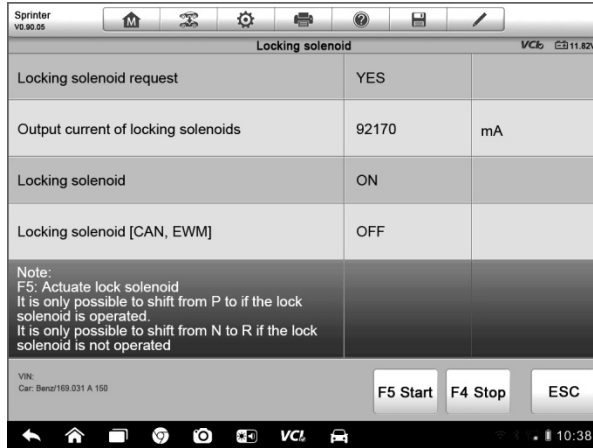 Sprinter
V0.90.05
Locking solenoid
VCI 11.82V
Locking solenoid request YES
Output current of locking solenoids 92170 mA
Locking solenoid ON
Locking solenoid [CAN, EWM] OFF
Note:
F5: Actuate lock solenoid
It is only possible to shift from P to if the lock
solenoid is operated.
It is only possible to shift from N to R if the lock
solenoid is not operated
VIN:
Car: Benz/169.031 A 150
F5 Start F4 Stop ESC
VCI 10:38